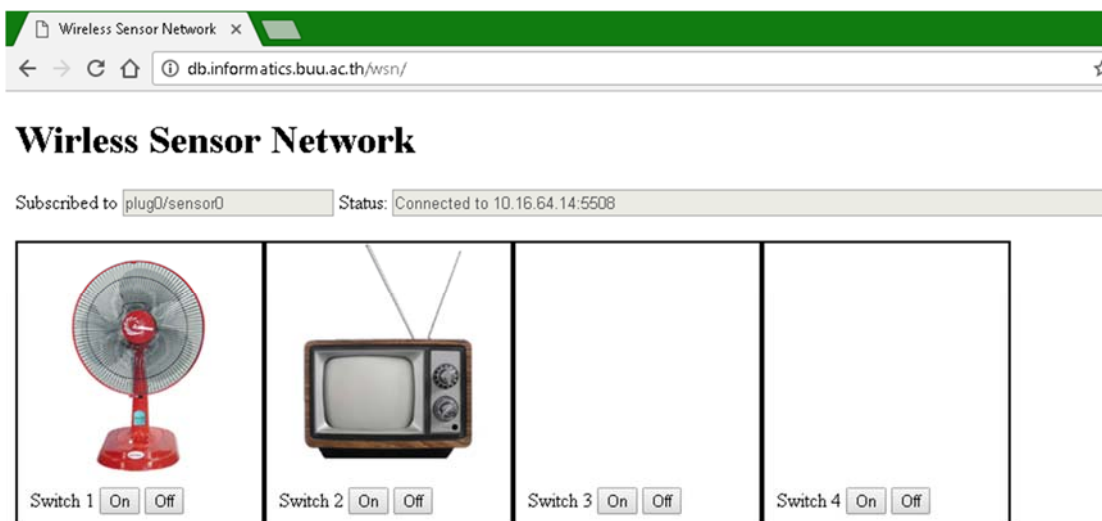 Wireless Sensor Network
db.informatics.buu.ac.th/wsn/
Wirless Sensor Network
Subscribed to plug0/sensor0 Status: Connected to 10.16.64.14:5508
Switch 1 On Off Switch 2 On Off Switch 3 On Off Switch 4 On Off